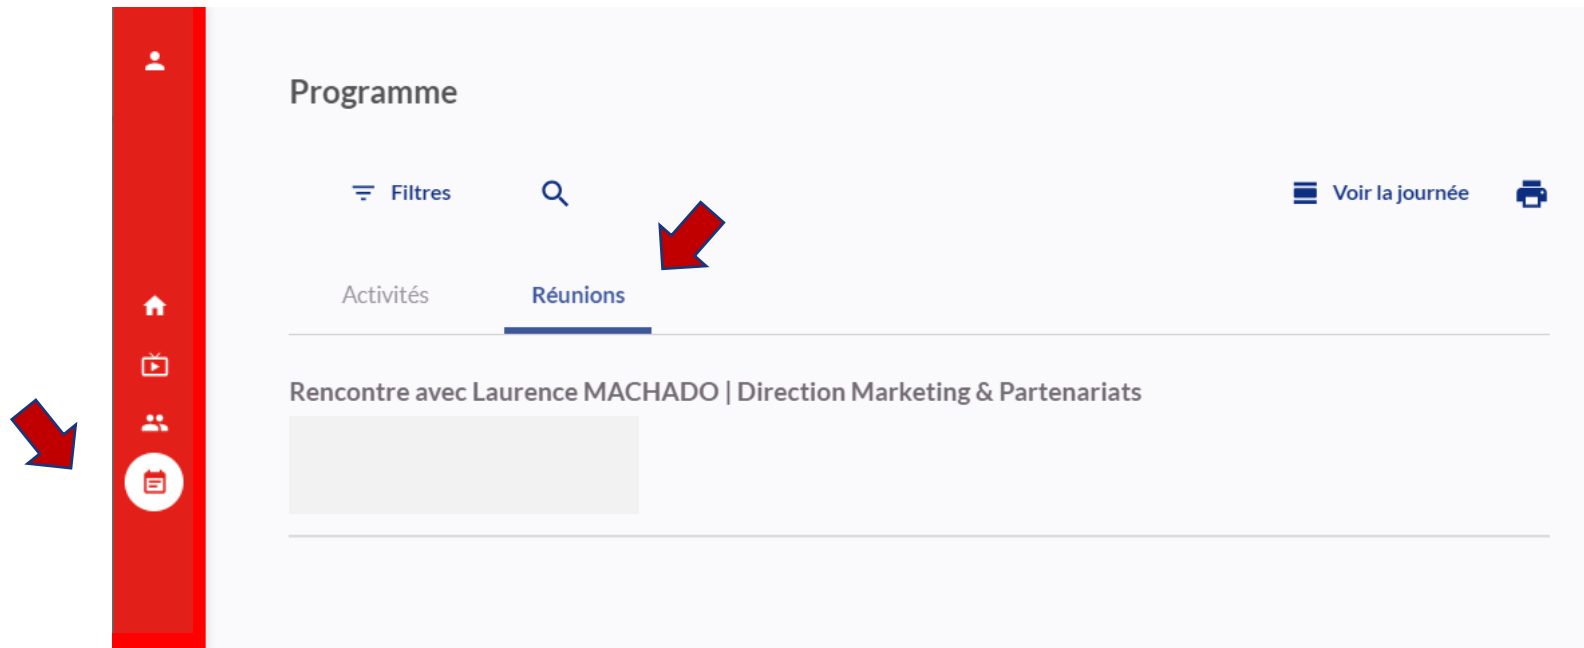 Programme
Filtres
Voir la journée
Activités
Réunions
Rencontre avec Laurence MACHADO | Direction Marketing & Partenariats